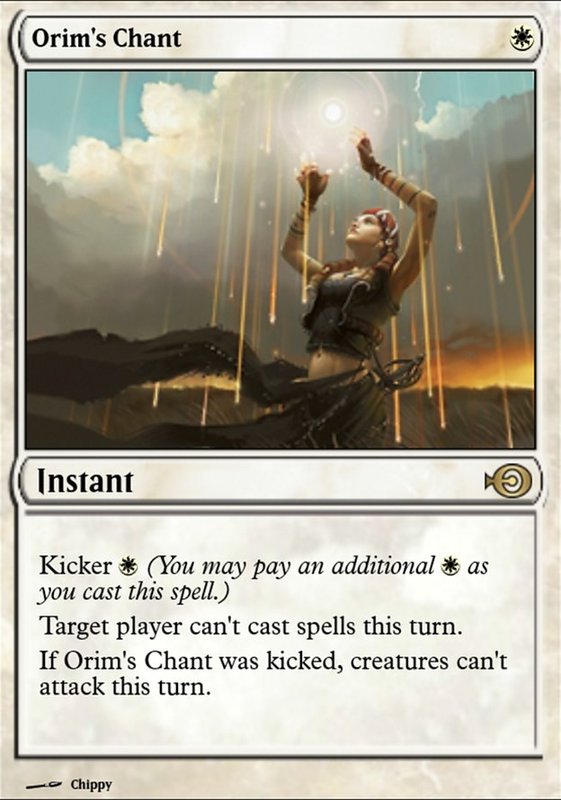 Orim's Chant
Instant
Kicker (You may pay an additional as
you cast this spell.)
Target player can't cast spells this turn.
If Orim's Chant was kicked, creatures can't
attack this turn.
Chippy